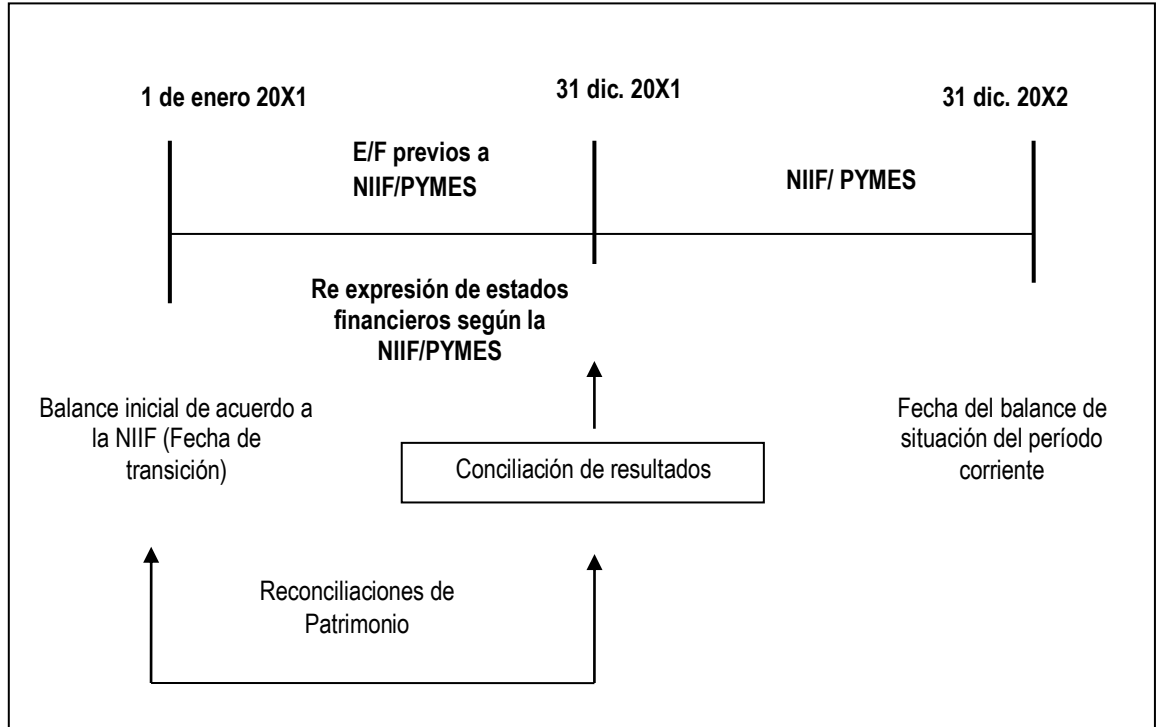 1 de enero 20X1
31 dic. 20X1
31 dic. 20X2
E/F previos a
NIIF/PYMES
NIIF/ PYMES
Re expresión de estados
financieros según la
NIIF/PYMES
Balance inicial de acuerdo a
la NIIF (Fecha de
transición)
Conciliación de resultados
Fecha del balance de
situación del período
corriente
Reconciliaciones de
Patrimonio